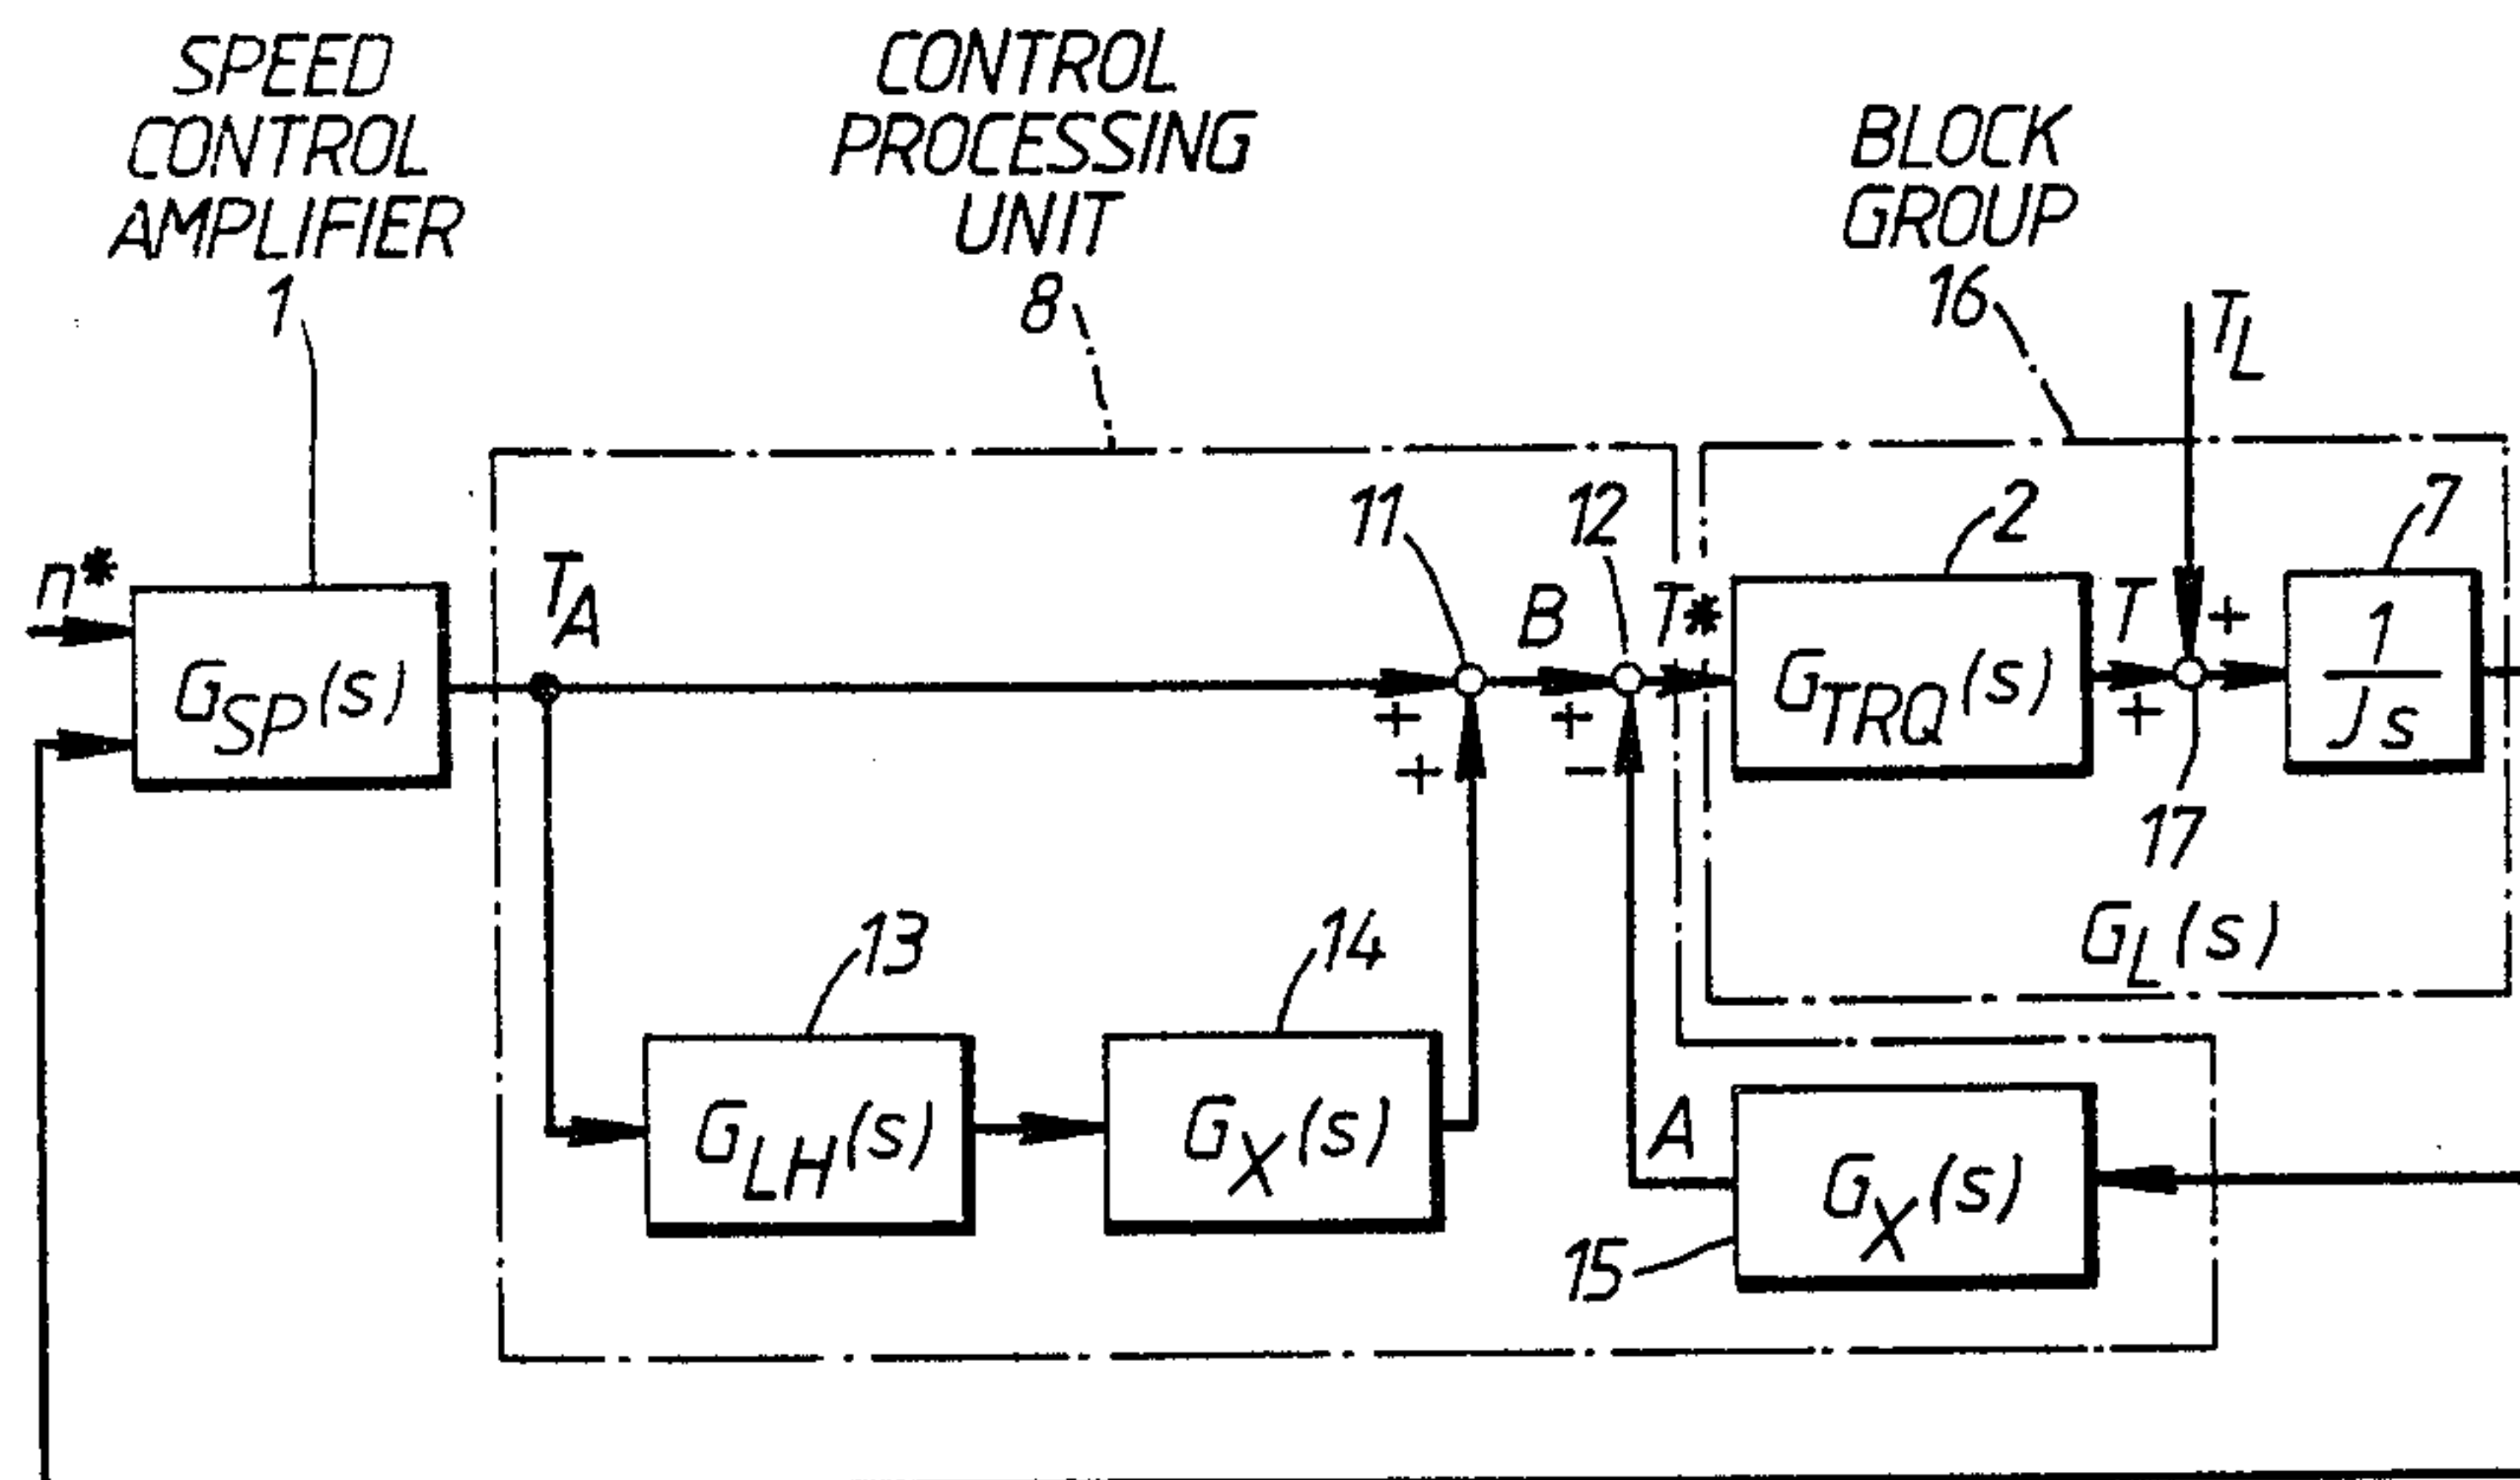 SPEED
CONTROL
AMPLIFIER
1
CONTROL
PROCESSING
UNIT
8
BLOCK
GROUP
16
T_L
n*
G_SP(s)
T_A
11
+
+
B
12
+
−
T*
2
G_TRQ(s)
T
+
+
17
7
1
Js
G_L(s)
13
G_LH(s)
14
G_X(s)
A
15
G_X(s)